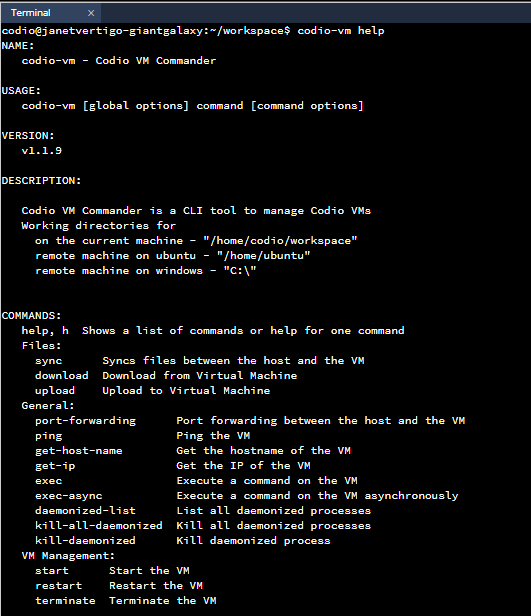 Terminal ×
codio@janetvertigo-giantgalaxy:~/workspace$ codio-vm help
NAME:
   codio-vm - Codio VM Commander

USAGE:
   codio-vm [global options] command [command options]

VERSION:
   v1.1.9

DESCRIPTION:

   Codio VM Commander is a CLI tool to manage Codio VMs
   Working directories for
     on the current machine - "/home/codio/workspace"
     remote machine on ubuntu - "/home/ubuntu"
     remote machine on windows - "C:\"


COMMANDS:
   help, h  Shows a list of commands or help for one command
   Files:
     sync      Syncs files between the host and the VM
     download  Download from Virtual Machine
     upload    Upload to Virtual Machine
   General:
     port-forwarding      Port forwarding between the host and the VM
     ping                 Ping the VM
     get-host-name        Get the hostname of the VM
     get-ip               Get the IP of the VM
     exec                 Execute a command on the VM
     exec-async           Execute a command on the VM asynchronously
     daemonized-list      List all daemonized processes
     kill-all-daemonized  Kill all daemonized processes
     kill-daemonized      Kill daemonized process
   VM Management:
     start      Start the VM
     restart    Restart the VM
     terminate  Terminate the VM